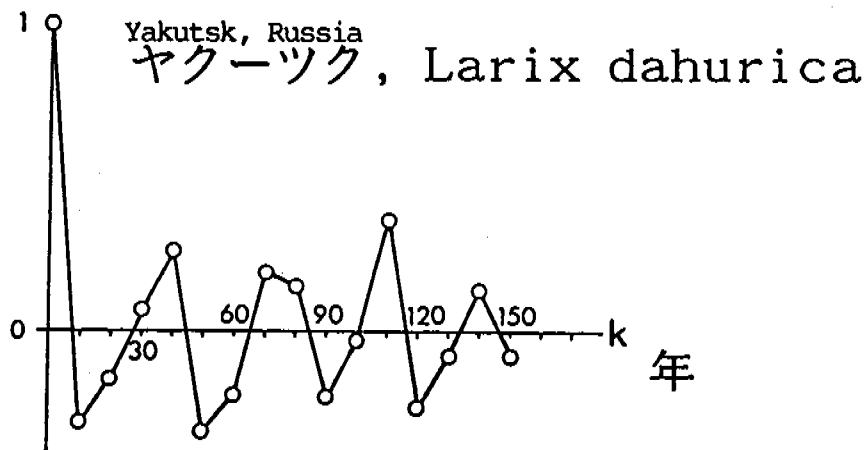 1
Yakutsk, Russia
ヤクーツク, Larix dahurica
60 90 120 150
0 k
30
年